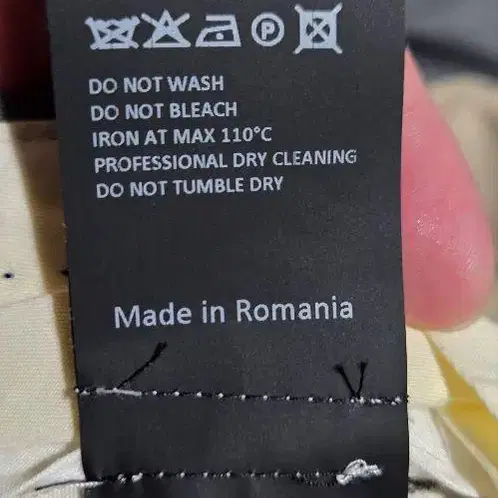 DO NOT WASH
DO NOT BLEACH
IRON AT MAX 110°C
PROFESSIONAL DRY CLEANING
DO NOT TUMBLE DRY
Made in Romania